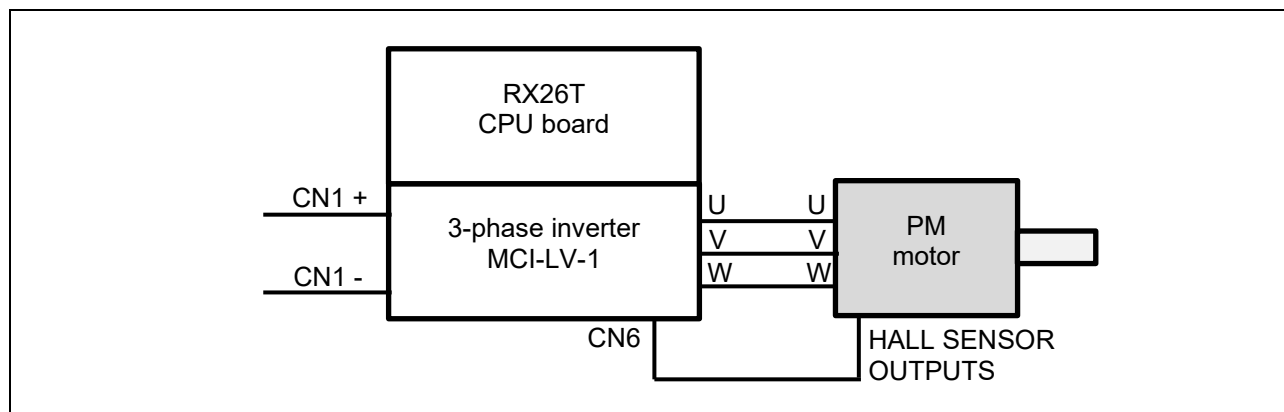 RX26T
CPU board
CN1 +
3-phase inverter
MCI-LV-1
CN1 -
U
V
W
U
V
W
PM
motor
CN6
HALL SENSOR
OUTPUTS